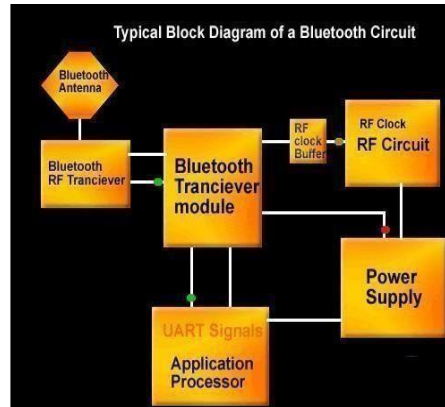 Typical Block Diagram of a Bluetooth Circuit
Bluetooth
Antenna
Bluetooth
RF Tranciever
Bluetooth
Tranciever
module
RF
clock
Buffer
RF Clock
RF Circuit
Power
Supply
UART Signals
Application
Processor